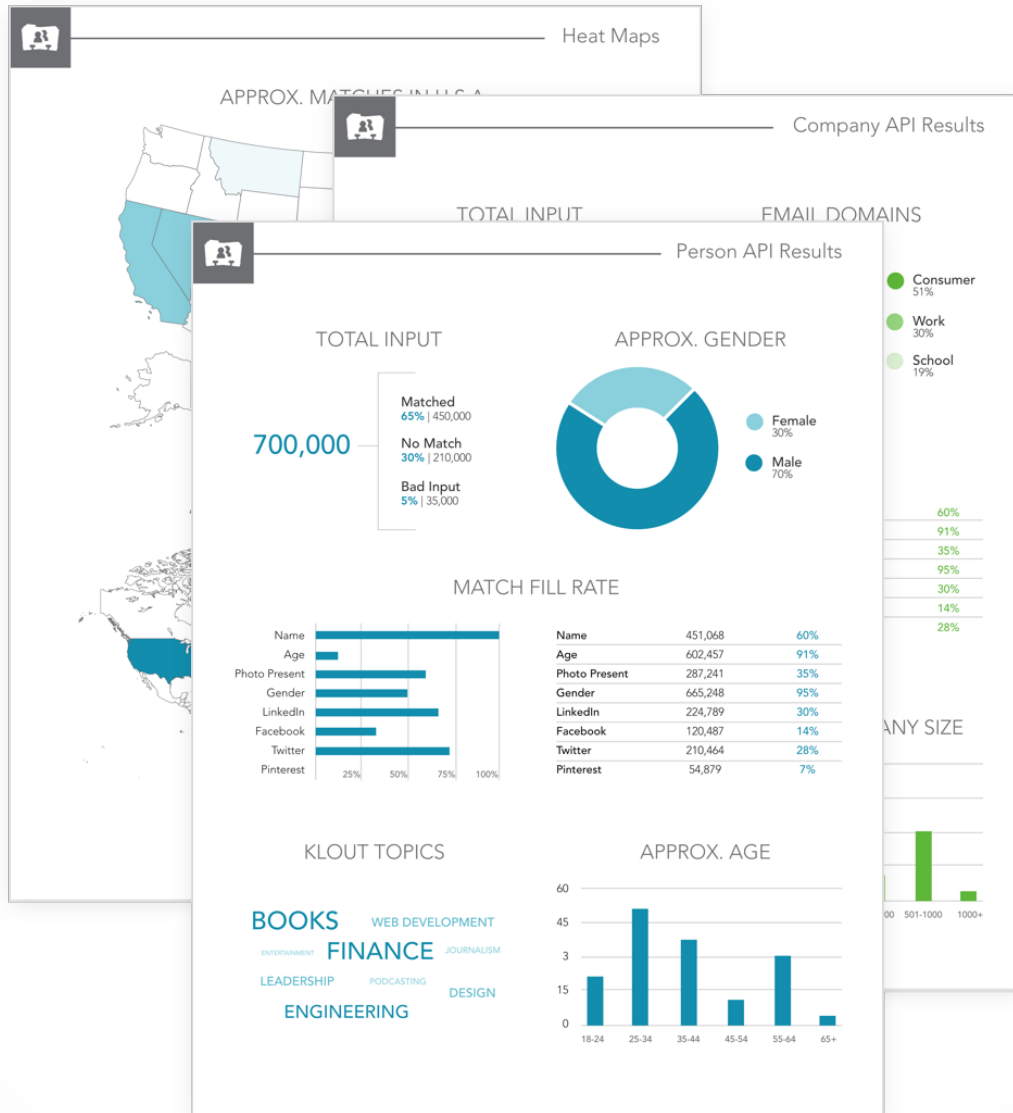 Heat Maps
APPROX. MATCHES IN U.S.A
Company API Results
TOTAL INPUT
EMAIL DOMAINS
Consumer
51%
Work
30%
School
19%
60%
91%
35%
95%
30%
14%
28%
ANY SIZE
00 501-1000 1000+
Person API Results
TOTAL INPUT
700,000
Matched
65% | 450,000
No Match
30% | 210,000
Bad Input
5% | 35,000
APPROX. GENDER
Female
30%
Male
70%
MATCH FILL RATE
Name
Age
Photo Present
Gender
LinkedIn
Facebook
Twitter
Pinterest
25% 50% 75% 100%
Name 451,068 60%
Age 602,457 91%
Photo Present 287,241 35%
Gender 665,248 95%
LinkedIn 224,789 30%
Facebook 120,487 14%
Twitter 210,464 28%
Pinterest 54,879 7%
KLOUT TOPICS
BOOKS WEB DEVELOPMENT
ENTERTAINMENT FINANCE JOURNALISM
LEADERSHIP PODCASTING
DESIGN
ENGINEERING
APPROX. AGE
60
45
3
15
0
18-24 25-34 35-44 45-54 55-64 65+